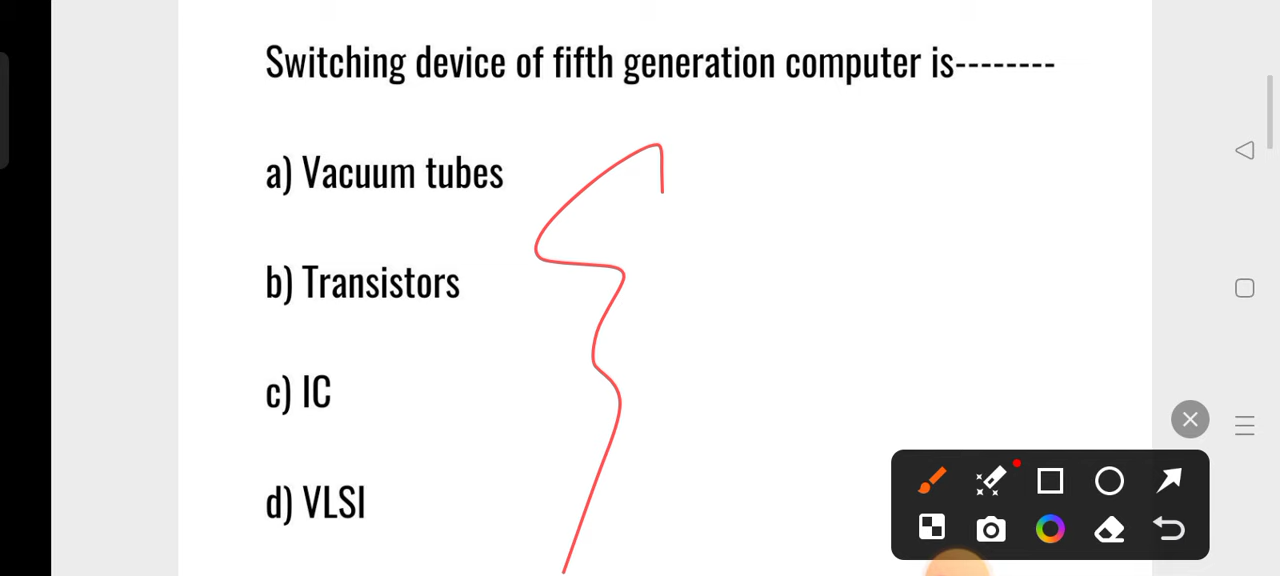 Switching device of fifth generation computer is--------
a) Vacuum tubes
b) Transistors
c) IC
d) VLSI